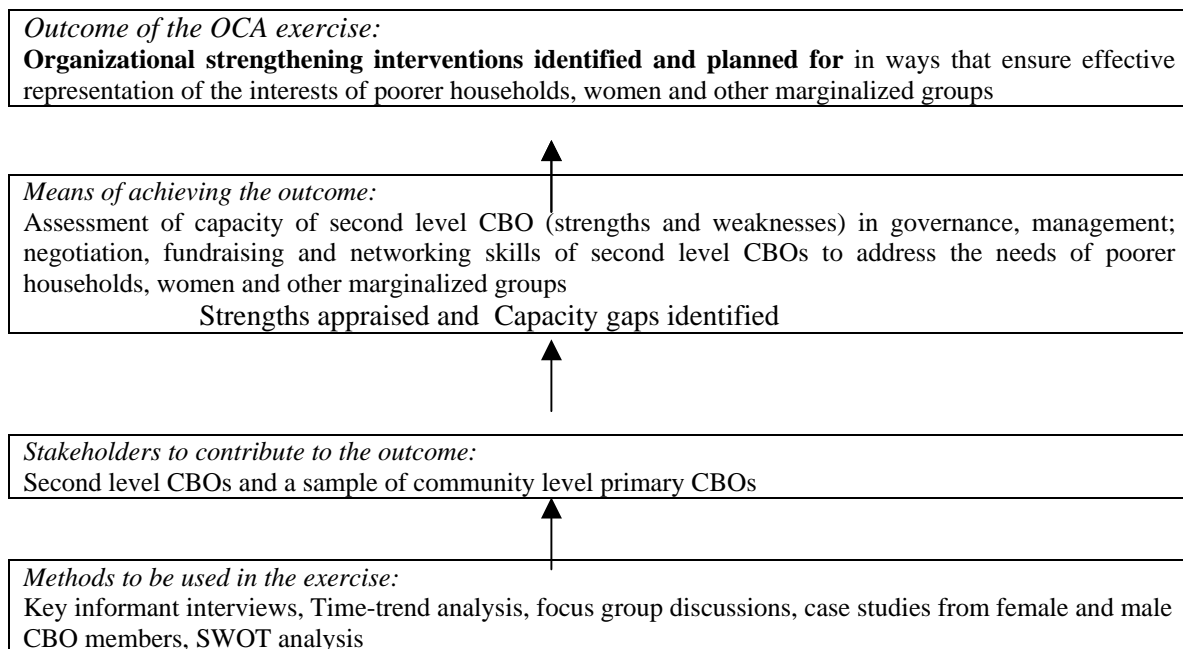 Outcome of the OCA exercise:
Organizational strengthening interventions identified and planned for in ways that ensure effective
representation of the interests of poorer households, women and other marginalized groups
Means of achieving the outcome:
Assessment of capacity of second level CBO (strengths and weaknesses) in governance, management;
negotiation, fundraising and networking skills of second level CBOs to address the needs of poorer
households, women and other marginalized groups
Strengths appraised and Capacity gaps identified
Stakeholders to contribute to the outcome:
Second level CBOs and a sample of community level primary CBOs
Methods to be used in the exercise:
Key informant interviews, Time-trend analysis, focus group discussions, case studies from female and male
CBO members, SWOT analysis